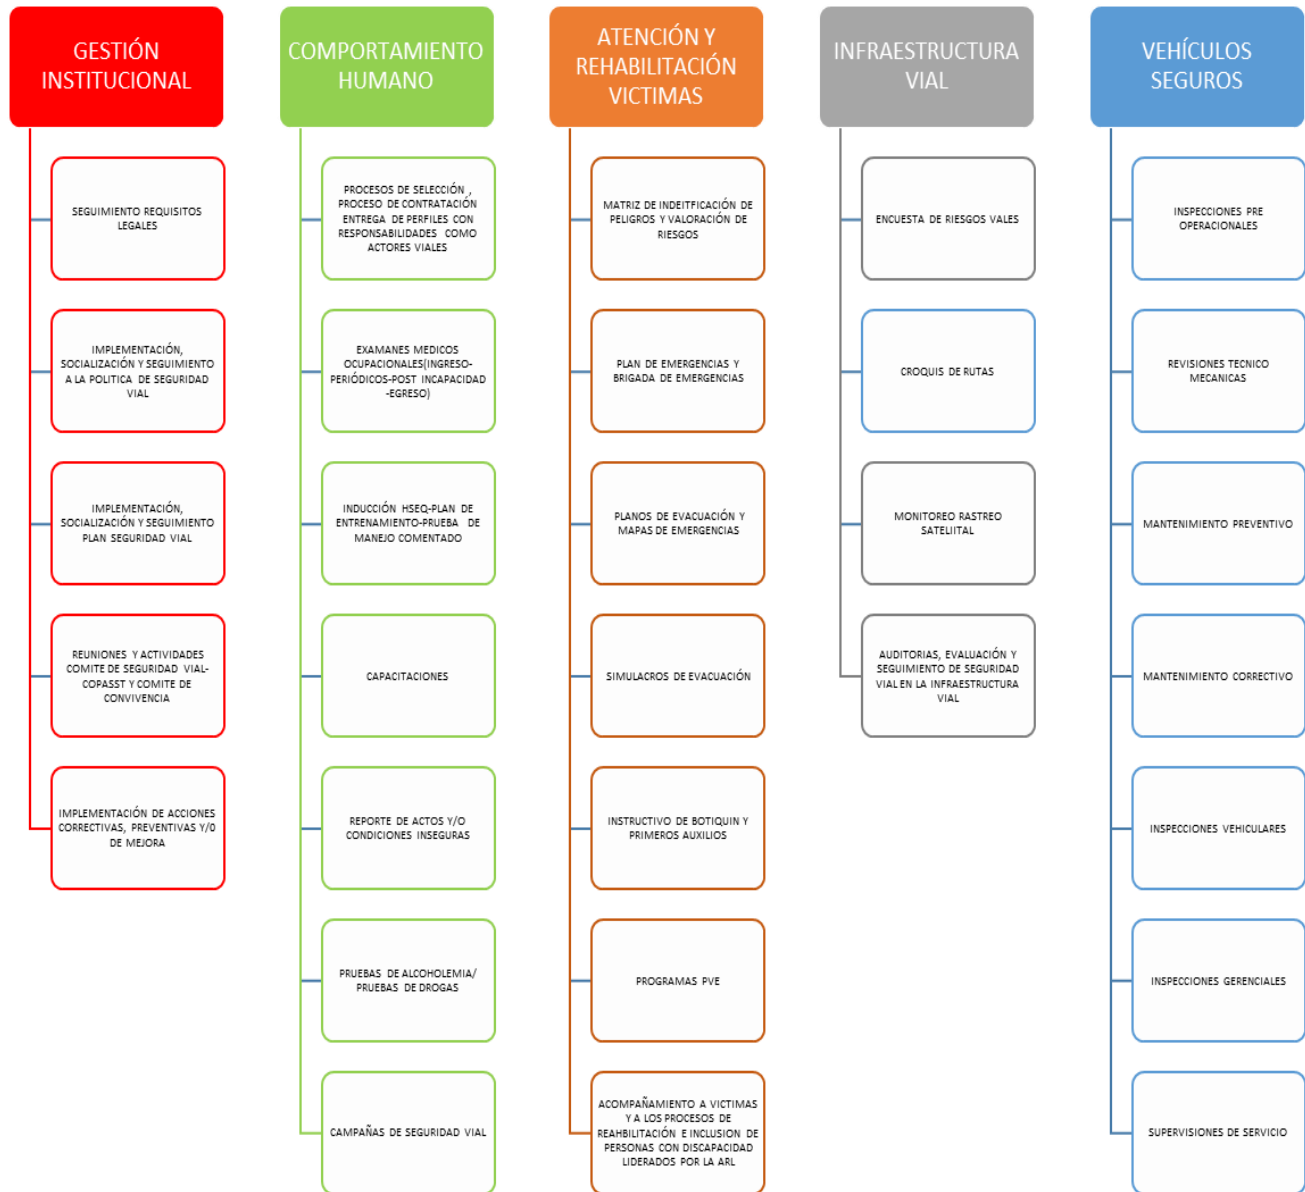 GESTIÓN
INSTITUCIONAL
SEGUIMIENTO REQUISITOS
LEGALES
IMPLEMENTACIÓN,
SOCIALIZACIÓN Y SEGUIMIENTO
A LA POLITICA DE SEGURIDAD
VIAL
IMPLEMENTACIÓN,
SOCIALIZACIÓN Y SEGUIMIENTO
PLAN SEGURIDAD VIAL
REUNIONES Y ACTIVIDADES
COMITE DE SEGURIDAD VIAL-
COPASST Y COMITE DE
CONVIVENCIA
IMPLEMENTACIÓN DE ACCIONES
CORRECTIVAS, PREVENTIVAS Y/0
DE MEJORA
COMPORTAMIENTO
HUMANO
PROCESOS DE SELECCIÓN ,
PROCESO DE CONTRATACIÓN
ENTREGA DE PERFILES CON
RESPONSABILIDADES COMO
ACTORES VIALES
EXAMANES MEDICOS
OCUPACIONALES(INGRESO-
PERIÓDICOS-POST INCAPACIDAD
-EGRESO)
INDUCCIÓN HSEQ-PLAN DE
ENTRENAMIENTO-PRUEBA DE
MANEJO COMENTADO
CAPACITACIONES
REPORTE DE ACTOS Y/O
CONDICIONES INSEGURAS
PRUEBAS DE ALCOHOLEMIA/
PRUEBAS DE DROGAS
CAMPAÑAS DE SEGURIDAD VIAL
ATENCIÓN Y
REHABILITACIÓN
VICTIMAS
MATRIZ DE INDEITFICACIÓN DE
PELIGROS Y VALORACIÓN DE
RIESGOS
PLAN DE EMERGENCIAS Y
BRIGADA DE EMERGENCIAS
PLANOS DE EVACUACIÓN Y
MAPAS DE EMERGENCIAS
SIMULACROS DE EVACUACIÓN
INSTRUCTIVO DE BOTIQUIN Y
PRIMEROS AUXILIOS
PROGRAMAS PVE
ACOMPAÑAMIENTO A VICTIMAS
Y A LOS PROCESOS DE
REAHBILITACIÓN E INCLUSION DE
PERSONAS CON DISCAPACIDAD
LIDERADOS POR LA ARL
INFRAESTRUCTURA
VIAL
ENCUESTA DE RIESGOS VALES
CROQUIS DE RUTAS
MONITOREO RASTREO
SATELIITAL
AUDITORIAS, EVALUACIÓN Y
SEGUIMIENTO DE SEGURIDAD
VIAL EN LA INFRAESTRUCTURA
VIAL
VEHÍCULOS
SEGUROS
INSPECCIONES PRE
OPERACIONALES
REVISIONES TECNICO
MECANICAS
MANTENIMIENTO PREVENTIVO
MANTENIMIENTO CORRECTIVO
INSPECCIONES VEHICULARES
INSPECCIONES GERENCIALES
SUPERVISIONES DE SERVICIO